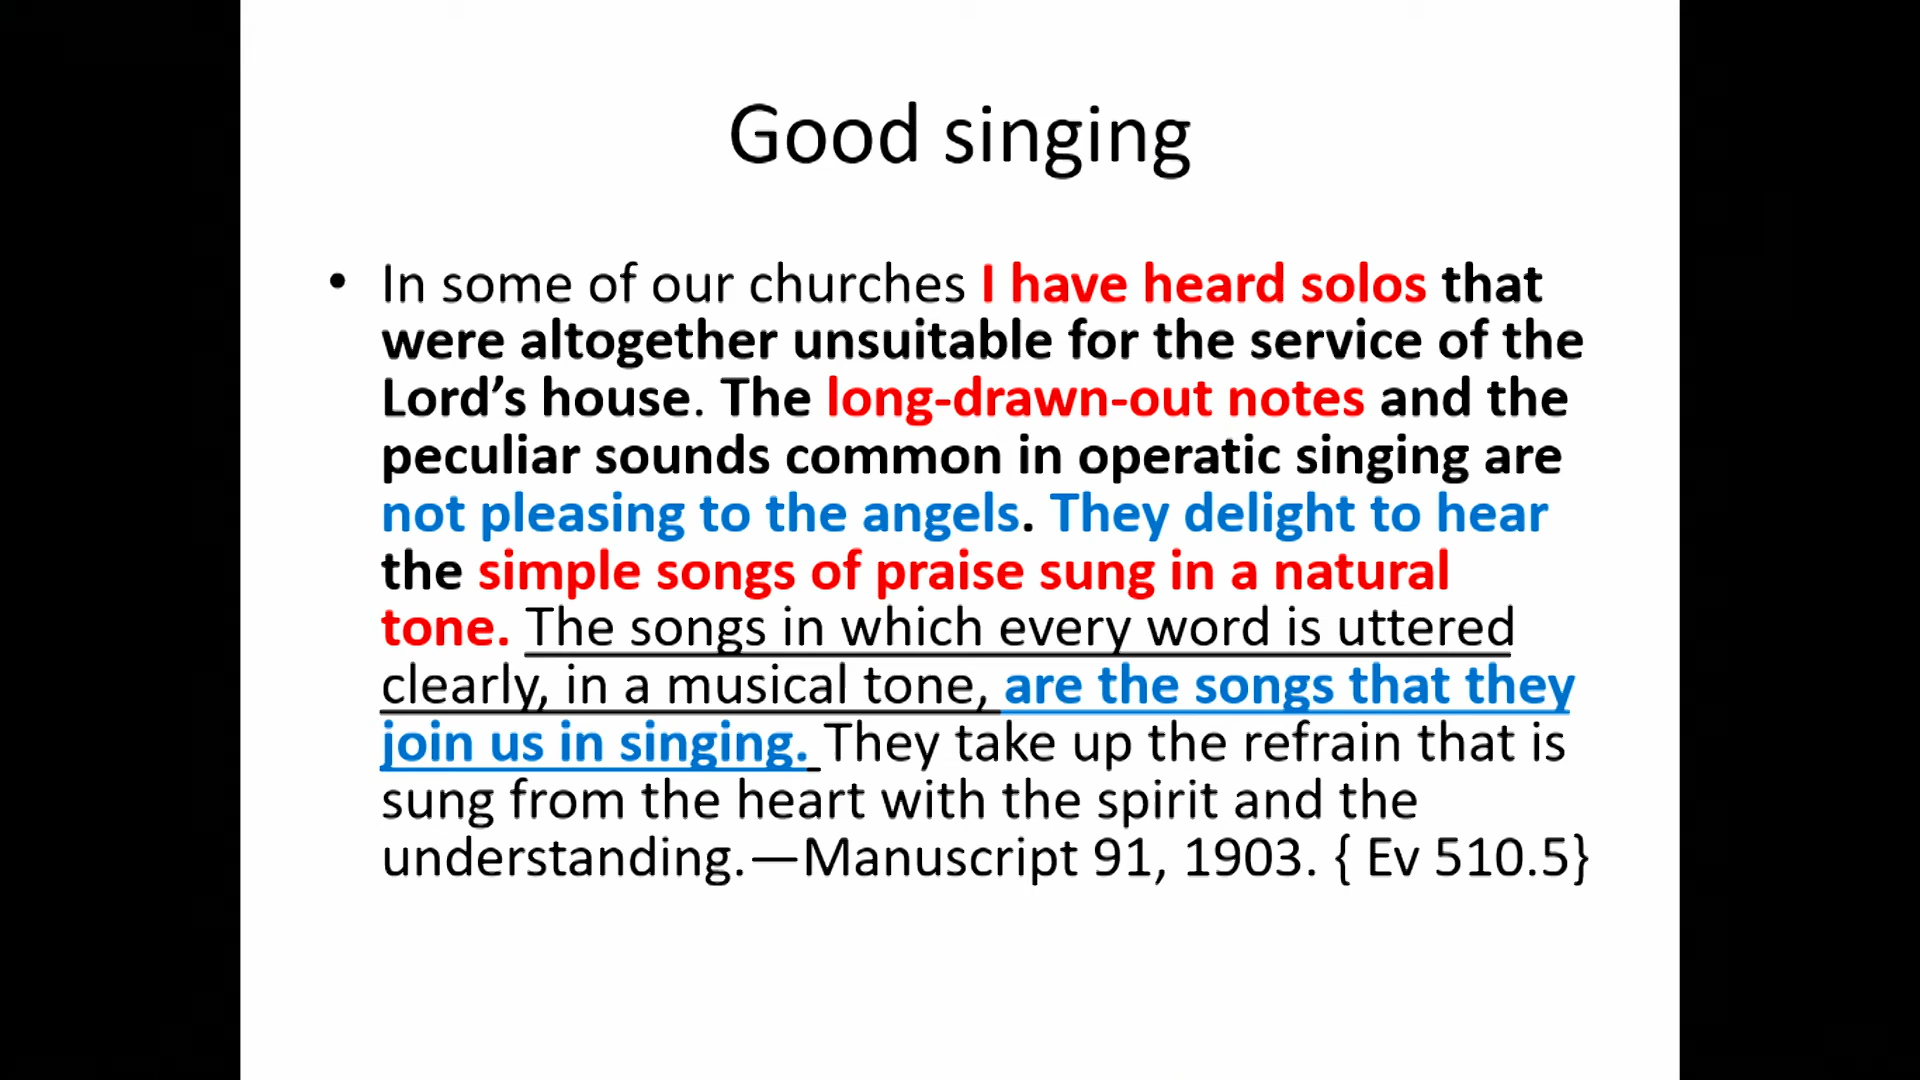 Good singing
• In some of our churches I have heard solos that
were altogether unsuitable for the service of the
Lord’s house. The long-drawn-out notes and the
peculiar sounds common in operatic singing are
not pleasing to the angels. They delight to hear
the simple songs of praise sung in a natural
tone. The songs in which every word is uttered
clearly, in a musical tone, are the songs that they
join us in singing. They take up the refrain that is
sung from the heart with the spirit and the
understanding.—Manuscript 91, 1903. { Ev 510.5}